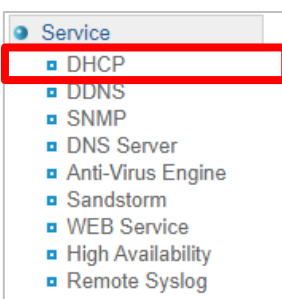 Service
DHCP
DDNS
SNMP
DNS Server
Anti-Virus Engine
Sandstorm
WEB Service
High Availability
Remote Syslog